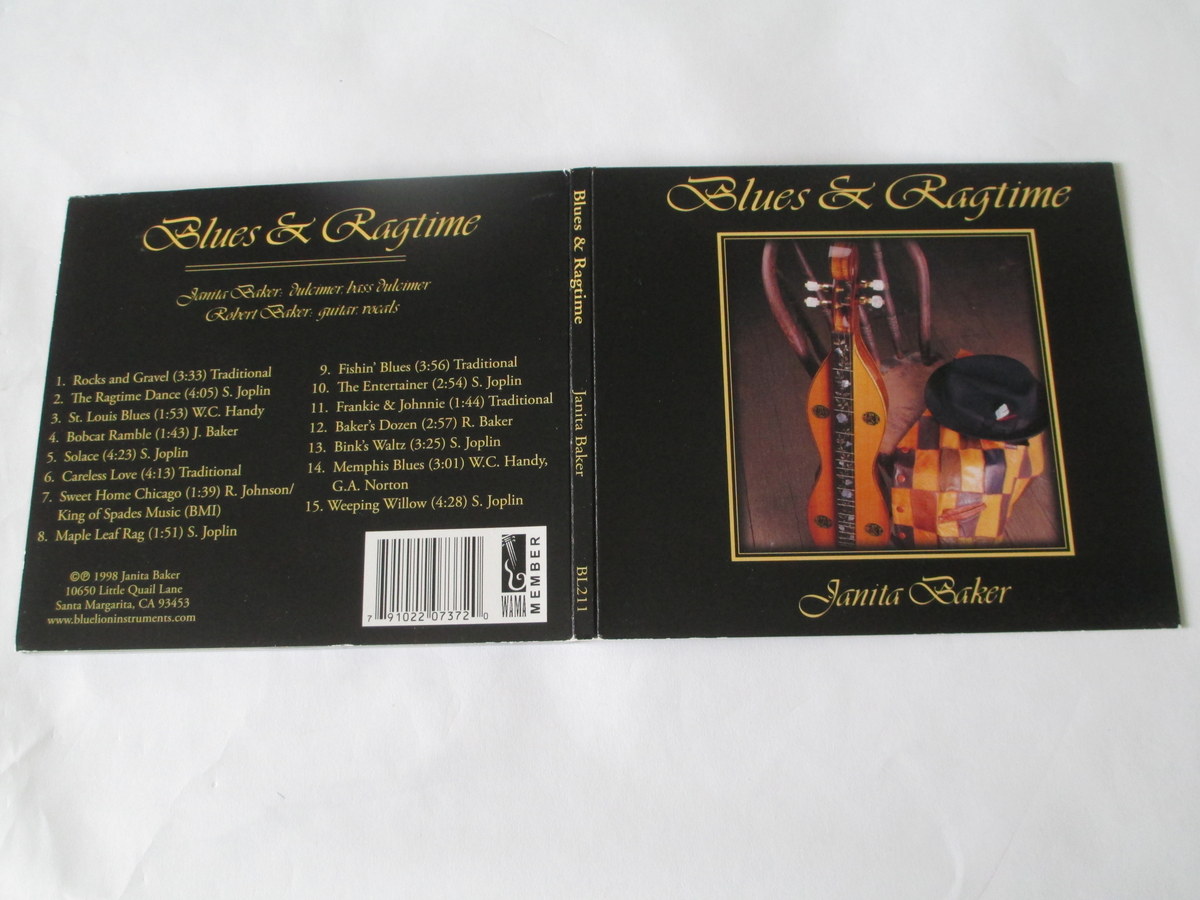 Blues & Ragtime
Janita Baker: dulcimer, bass dulcimer
Robert Baker: guitar, vocals
1. Rocks and Gravel (3:33) Traditional
2. The Ragtime Dance (4:05) S. Joplin
3. St. Louis Blues (1:53) W.C. Handy
4. Bobcat Ramble (1:43) J. Baker
5. Solace (4:23) S. Joplin
6. Careless Love (4:13) Traditional
7. Sweet Home Chicago (1:39) R. Johnson/
King of Spades Music (BMI)
8. Maple Leaf Rag (1:51) S. Joplin
9. Fishin' Blues (3:56) Traditional
10. The Entertainer (2:54) S. Joplin
11. Frankie & Johnnie (1:44) Traditional
12. Baker's Dozen (2:57) R. Baker
13. Bink's Waltz (3:25) S. Joplin
14. Memphis Blues (3:01) W.C. Handy,
G.A. Norton
15. Weeping Willow (4:28) S. Joplin
©℗ 1998 Janita Baker
10650 Little Quail Lane
Santa Margarita, CA 93453
www.bluelioninstruments.com
7 91022 07372 0
WAMA
MEMBER
Blues & Ragtime Janita Baker BL211
Blues & Ragtime
Janita Baker